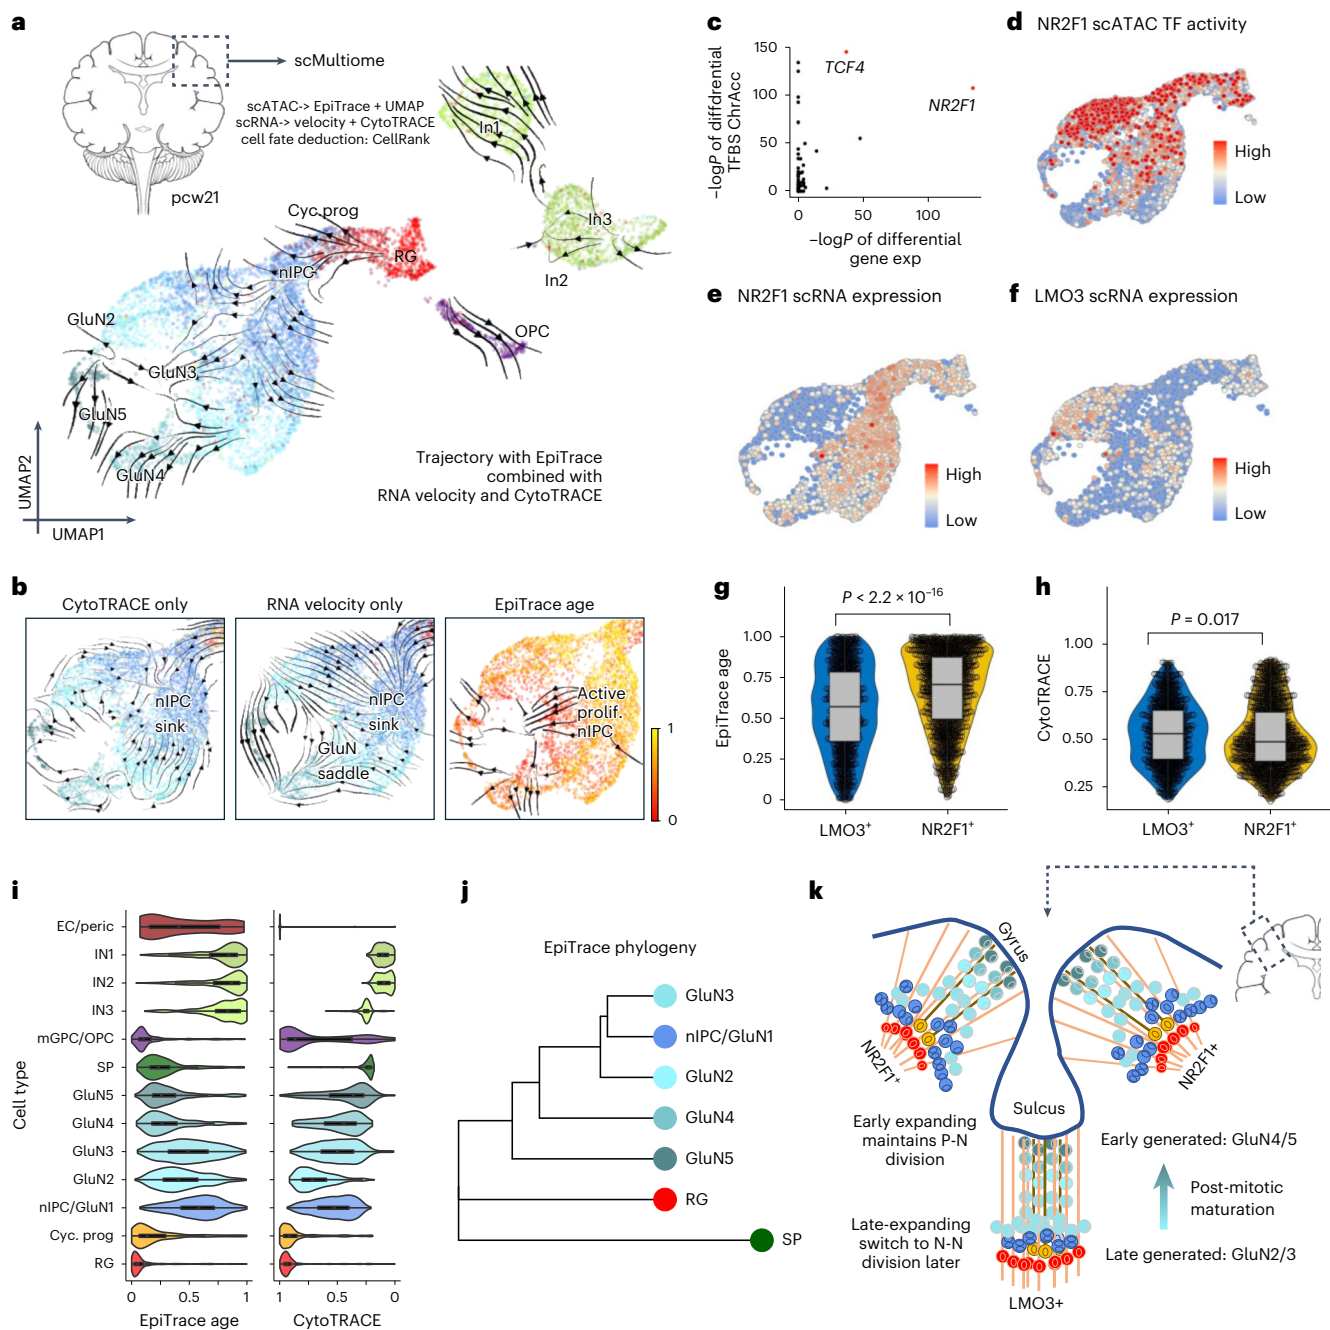 a
scMultiome
scATAC-> EpiTrace + UMAP
scRNA-> velocity + CytoTRACE
cell fate deduction: CellRank
pcw21
In1
In3
In2
Cyc.prog
RG
nIPC
OPC
GluN2
GluN3
GluN5
GluN4
Trajectory with EpiTrace
combined with
RNA velocity and CytoTRACE
UMAP2
UMAP1
b
CytoTRACE only
RNA velocity only
EpiTrace age
nIPC
sink
nIPC
sink
GluN
saddle
Active
prolif.
nIPC
1
0
c
–logP of diffdrential
TFBS ChrAcc
150
100
50
0
TCF4
NR2F1
0
50
100
–logP of differential
gene exp
d
NR2F1 scATAC TF activity
High
Low
e
NR2F1 scRNA expression
High
Low
f
LMO3 scRNA expression
High
Low
g
P < 2.2 × 10⁻¹⁶
EpiTrace age
1.00
0.75
0.50
0.25
0
LMO3⁺
NR2F1⁺
h
P = 0.017
CytoTRACE
1.00
0.75
0.50
0.25
LMO3⁺
NR2F1⁺
i
Cell type
EC/peric
IN1
IN2
IN3
mGPC/OPC
SP
GluN5
GluN4
GluN3
GluN2
nIPC/GluN1
Cyc. prog
RG
0
0.5
1
EpiTrace age
1
0.5
0
CytoTRACE
j
EpiTrace phylogeny
GluN3
nIPC/GluN1
GluN2
GluN4
GluN5
RG
SP
k
Gyrus
NR2F1⁺
NR2F1+
Sulcus
Early expanding
maintains P-N
division
Early generated: GluN4/5
Post-mitotic
maturation
Late-expanding
switch to N-N
division later
Late generated: GluN2/3
LMO3+